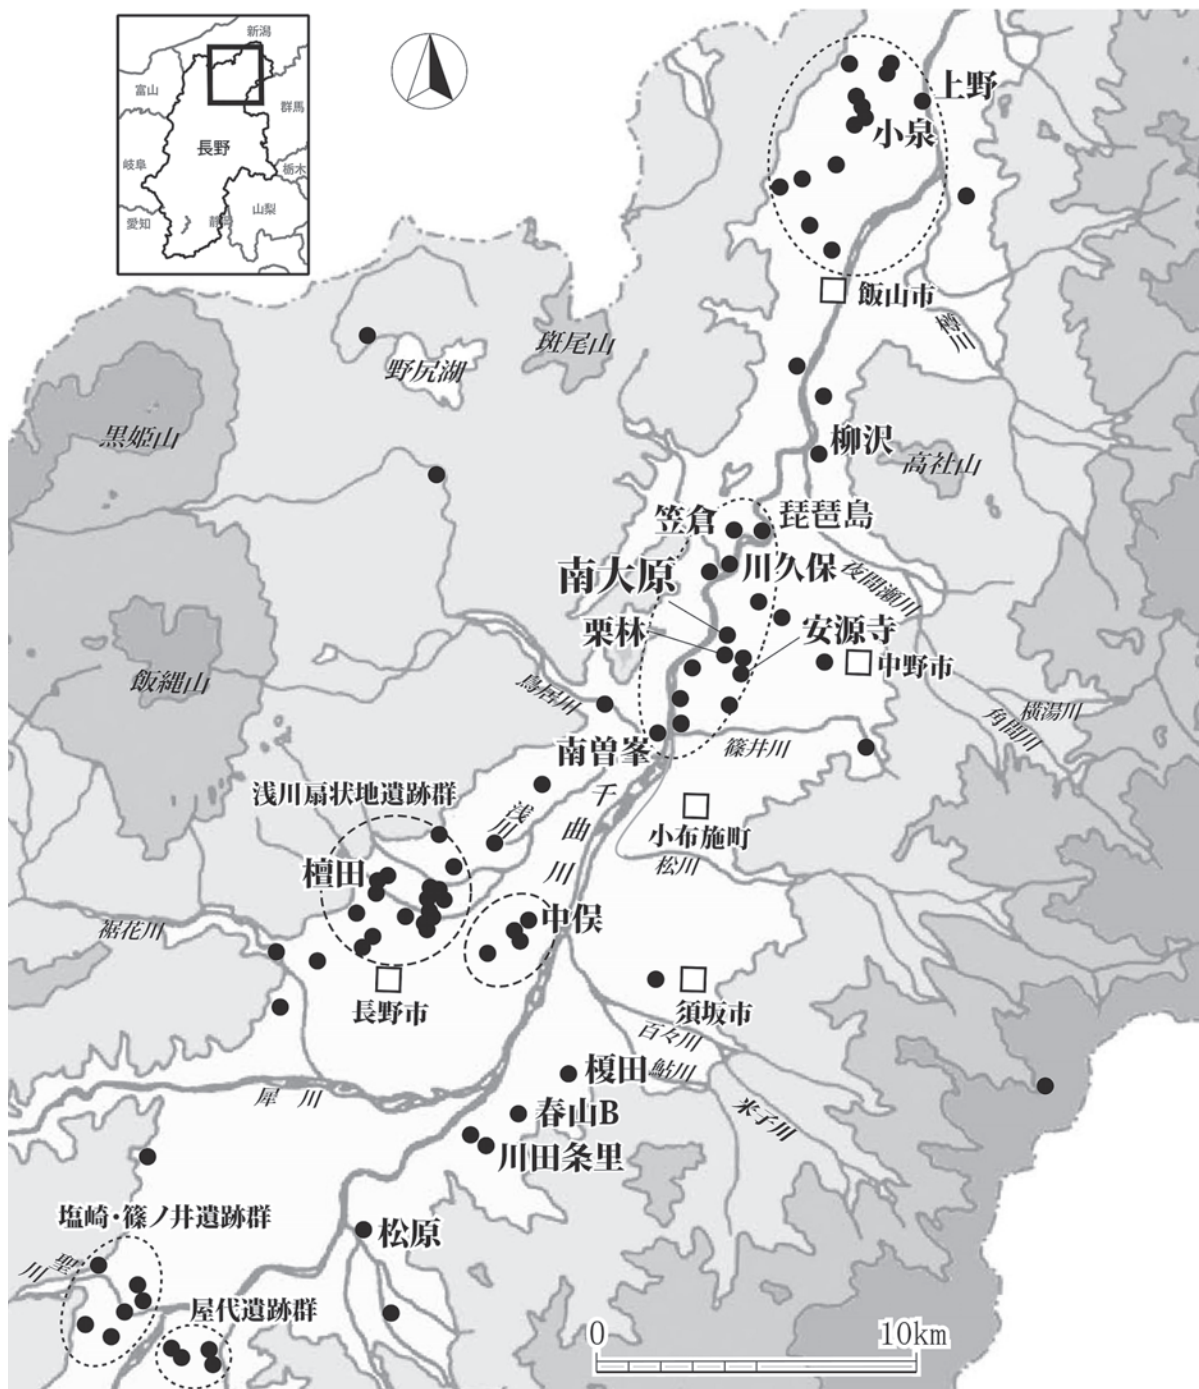 新潟
富山
群馬
長野
岐阜
栃木
山梨
愛知
上野
小泉
飯山市
樽川
斑尾山
野尻湖
黒姫山
柳沢
高社山
笠倉
琵琶島
川久保
南大原
夜間瀬川
栗林
安源寺
中野市
飯縄山
鳥居川
横湯川
角間川
南曽峯
篠井川
浅川扇状地遺跡群
浅川
千曲川
小布施町
松川
檀田
中俣
裾花川
長野市
須坂市
百々川
榎田
鮎川
犀川
春山B
米子川
川田条里
塩崎・篠ノ井遺跡群
松原
聖川
屋代遺跡群
0 10km